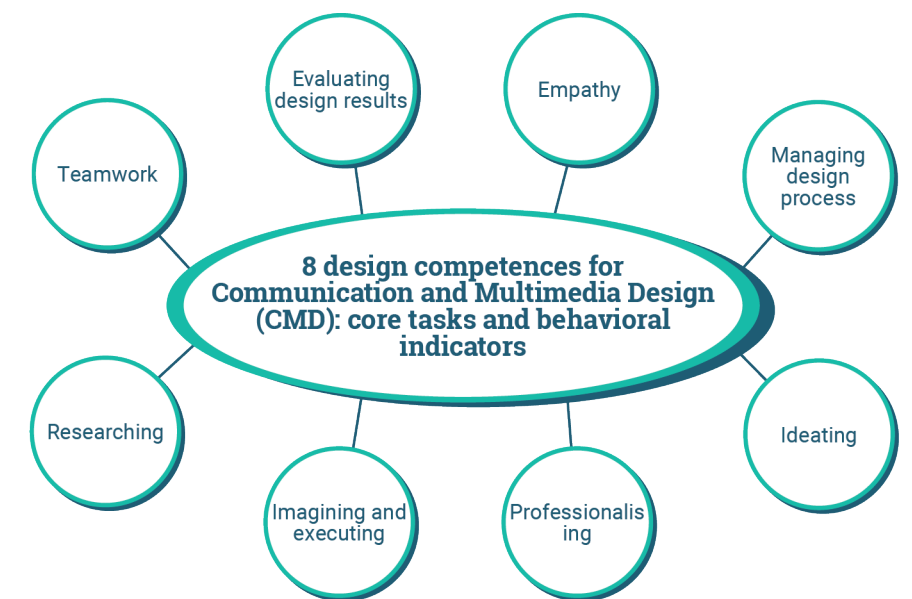 Evaluating
design results
Empathy
Teamwork
Managing
design
process
8 design competences for
Communication and Multimedia Design
(CMD): core tasks and behavioral
indicators
Researching
Ideating
Imagining and
executing
Professionalis
ing